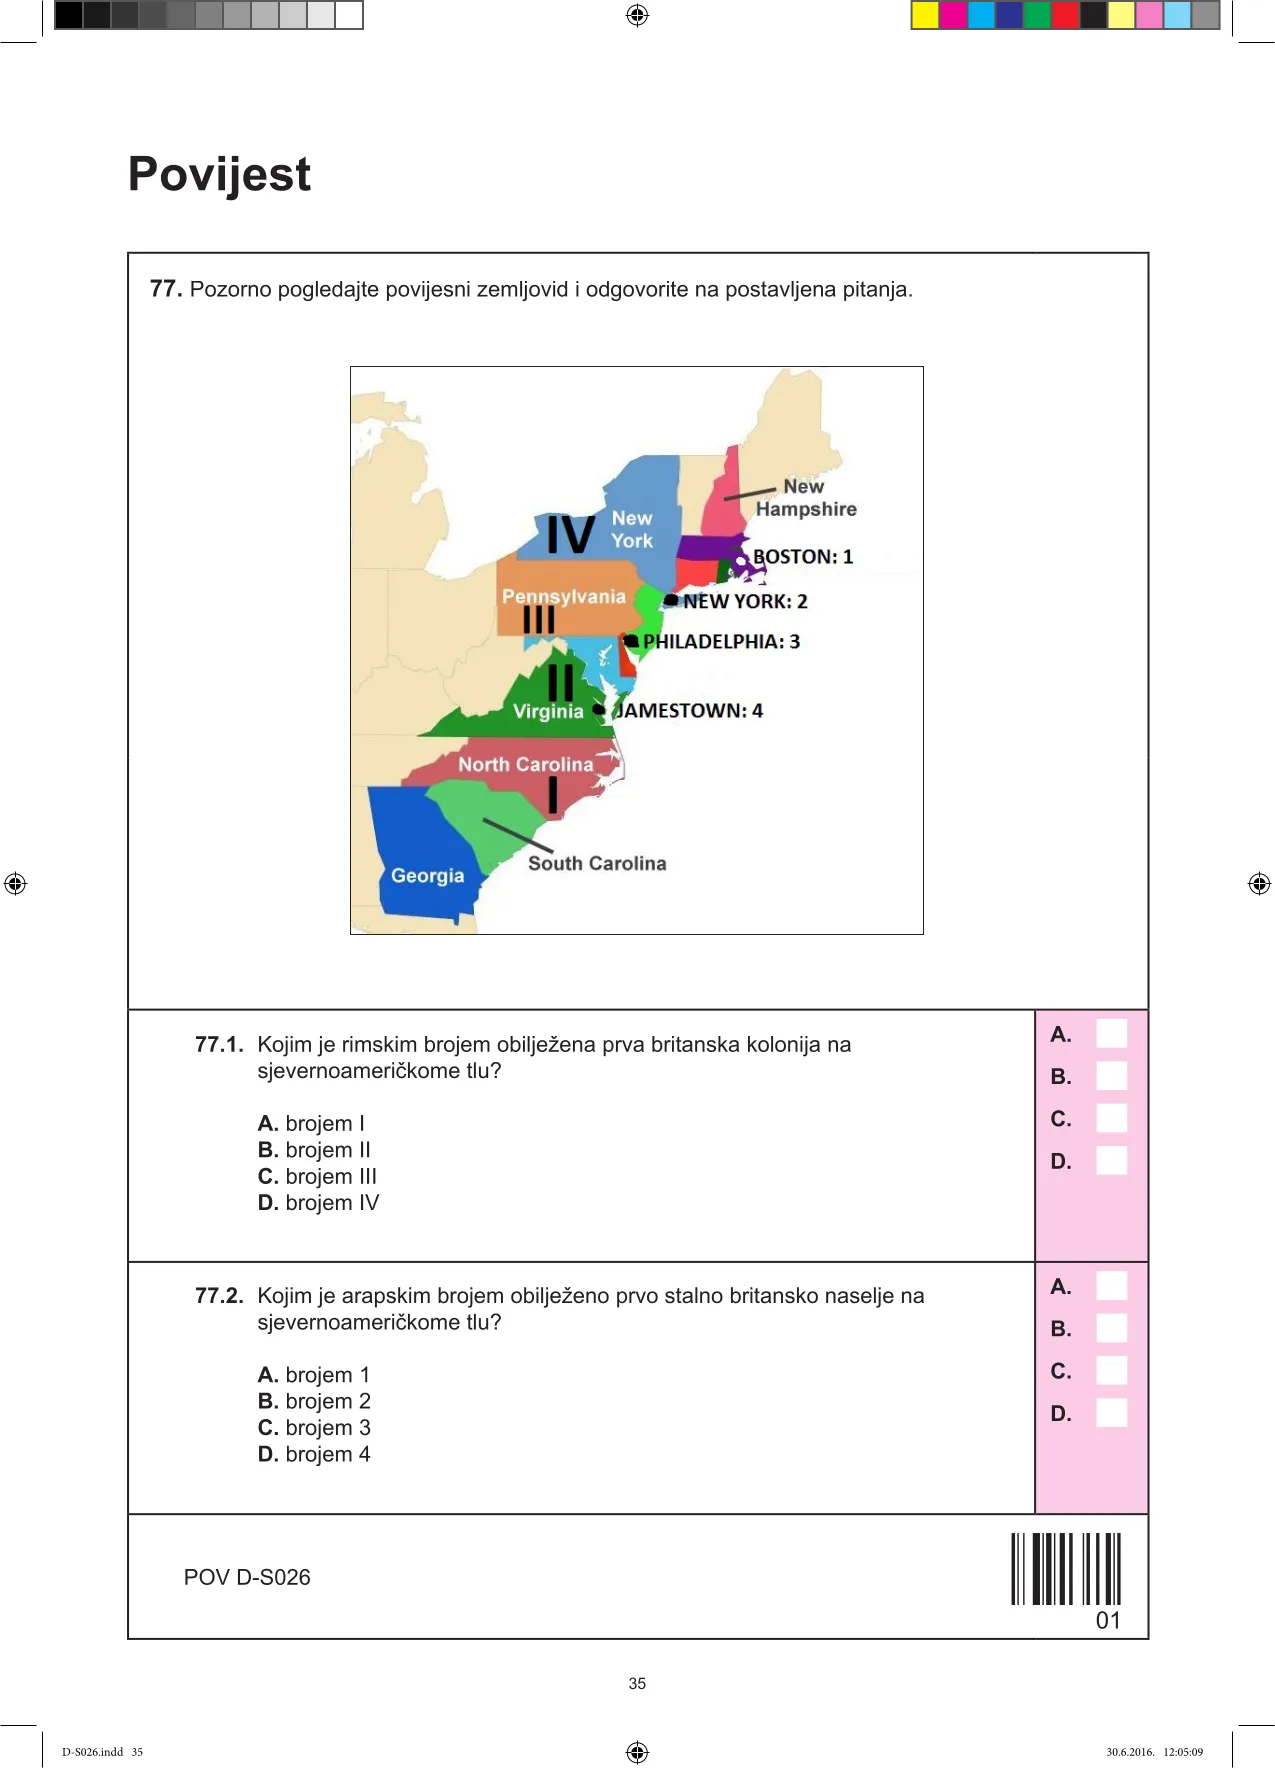 Povijest
77. Pozorno pogledajte povijesni zemljovid i odgovorite na postavljena pitanja.
New
Hampshire
IV
New
York
BOSTON: 1
Pennsylvania
NEW YORK: 2
III
PHILADELPHIA: 3
II
Virginia
JAMESTOWN: 4
North Carolina
I
South Carolina
Georgia
77.1. Kojim je rimskim brojem obilježena prva britanska kolonija na
sjevernoameričkome tlu?
A. brojem I
B. brojem II
C. brojem III
D. brojem IV
A.
B.
C.
D.
77.2. Kojim je arapskim brojem obilježeno prvo stalno britansko naselje na
sjevernoameričkome tlu?
A. brojem 1
B. brojem 2
C. brojem 3
D. brojem 4
A.
B.
C.
D.
POV D-S026
01
35
D-S026.indd 35
30.6.2016. 12:05:09